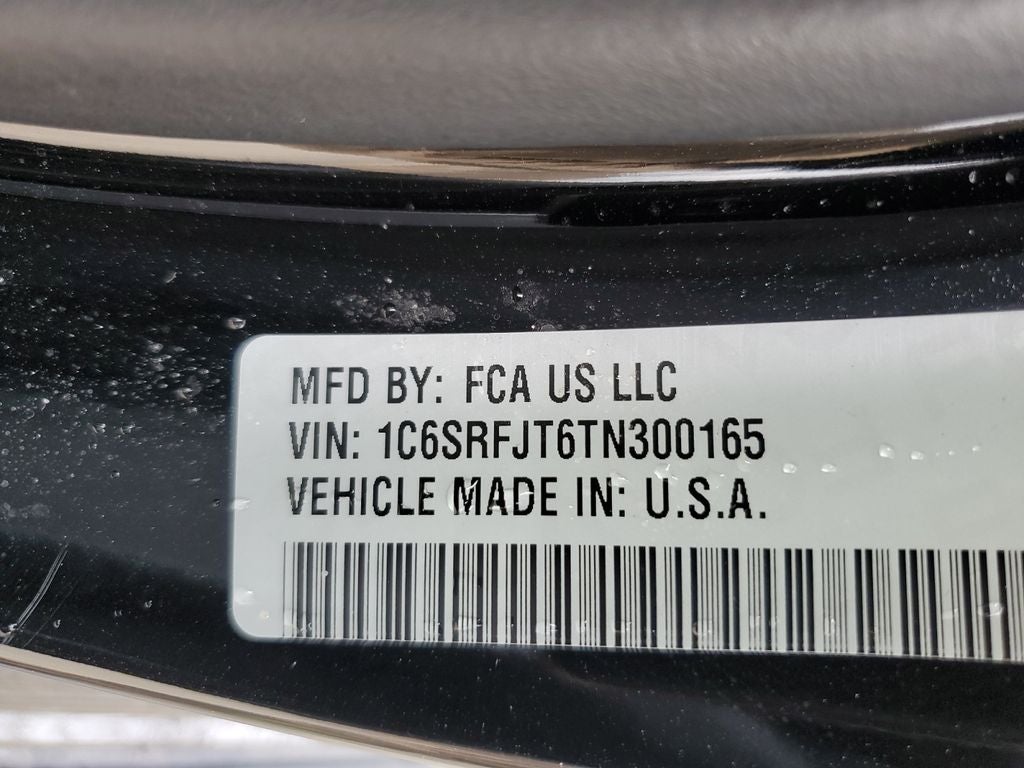 MFD BY: FCA US LLC
VIN: 1C6SRFJT6TN300165
VEHICLE MADE IN: U.S.A.